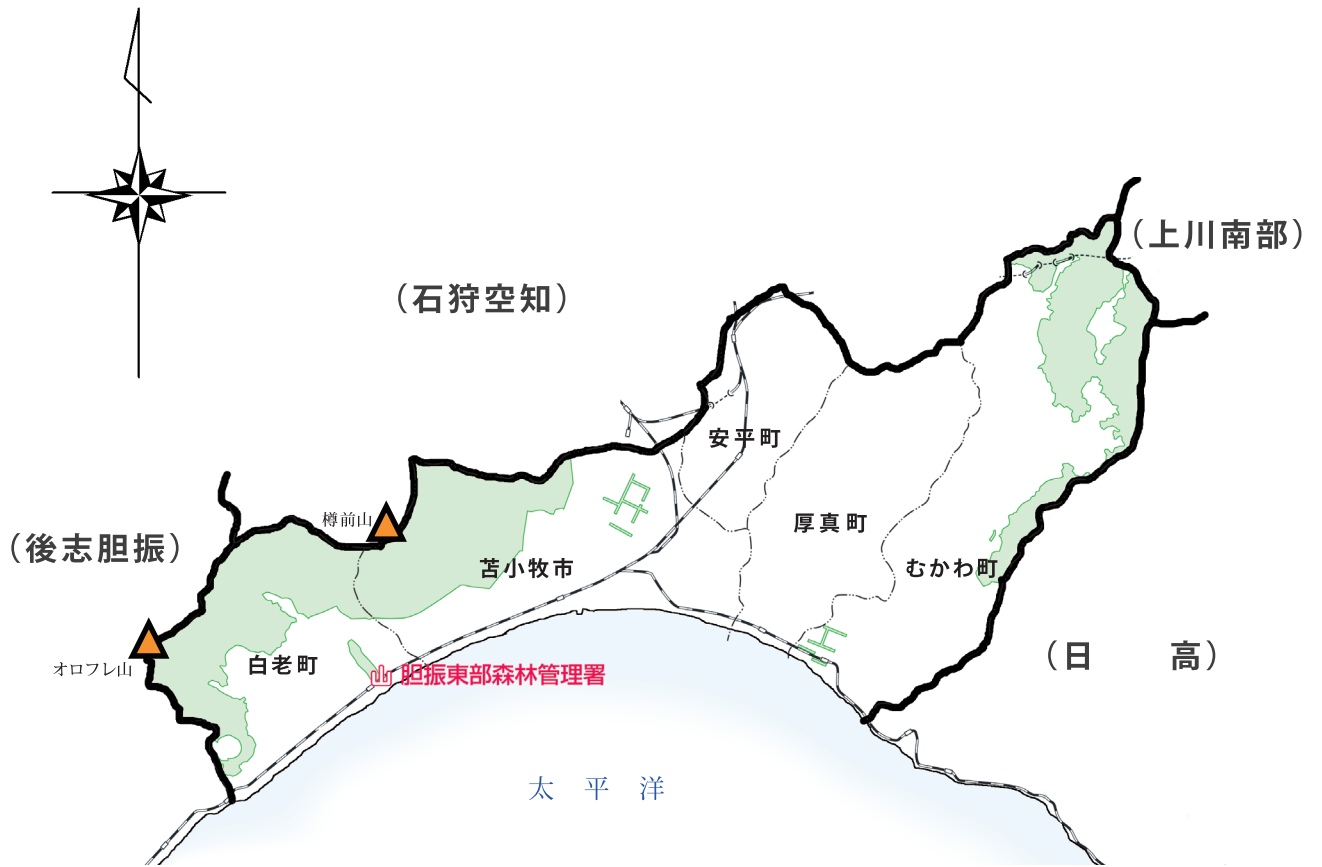 （上川南部）
（石狩空知）
安平町
樽前山
厚真町
（後志胆振）
苫小牧市
むかわ町
オロフレ山
白老町
（日　高）
胆振東部森林管理署
太 平 洋